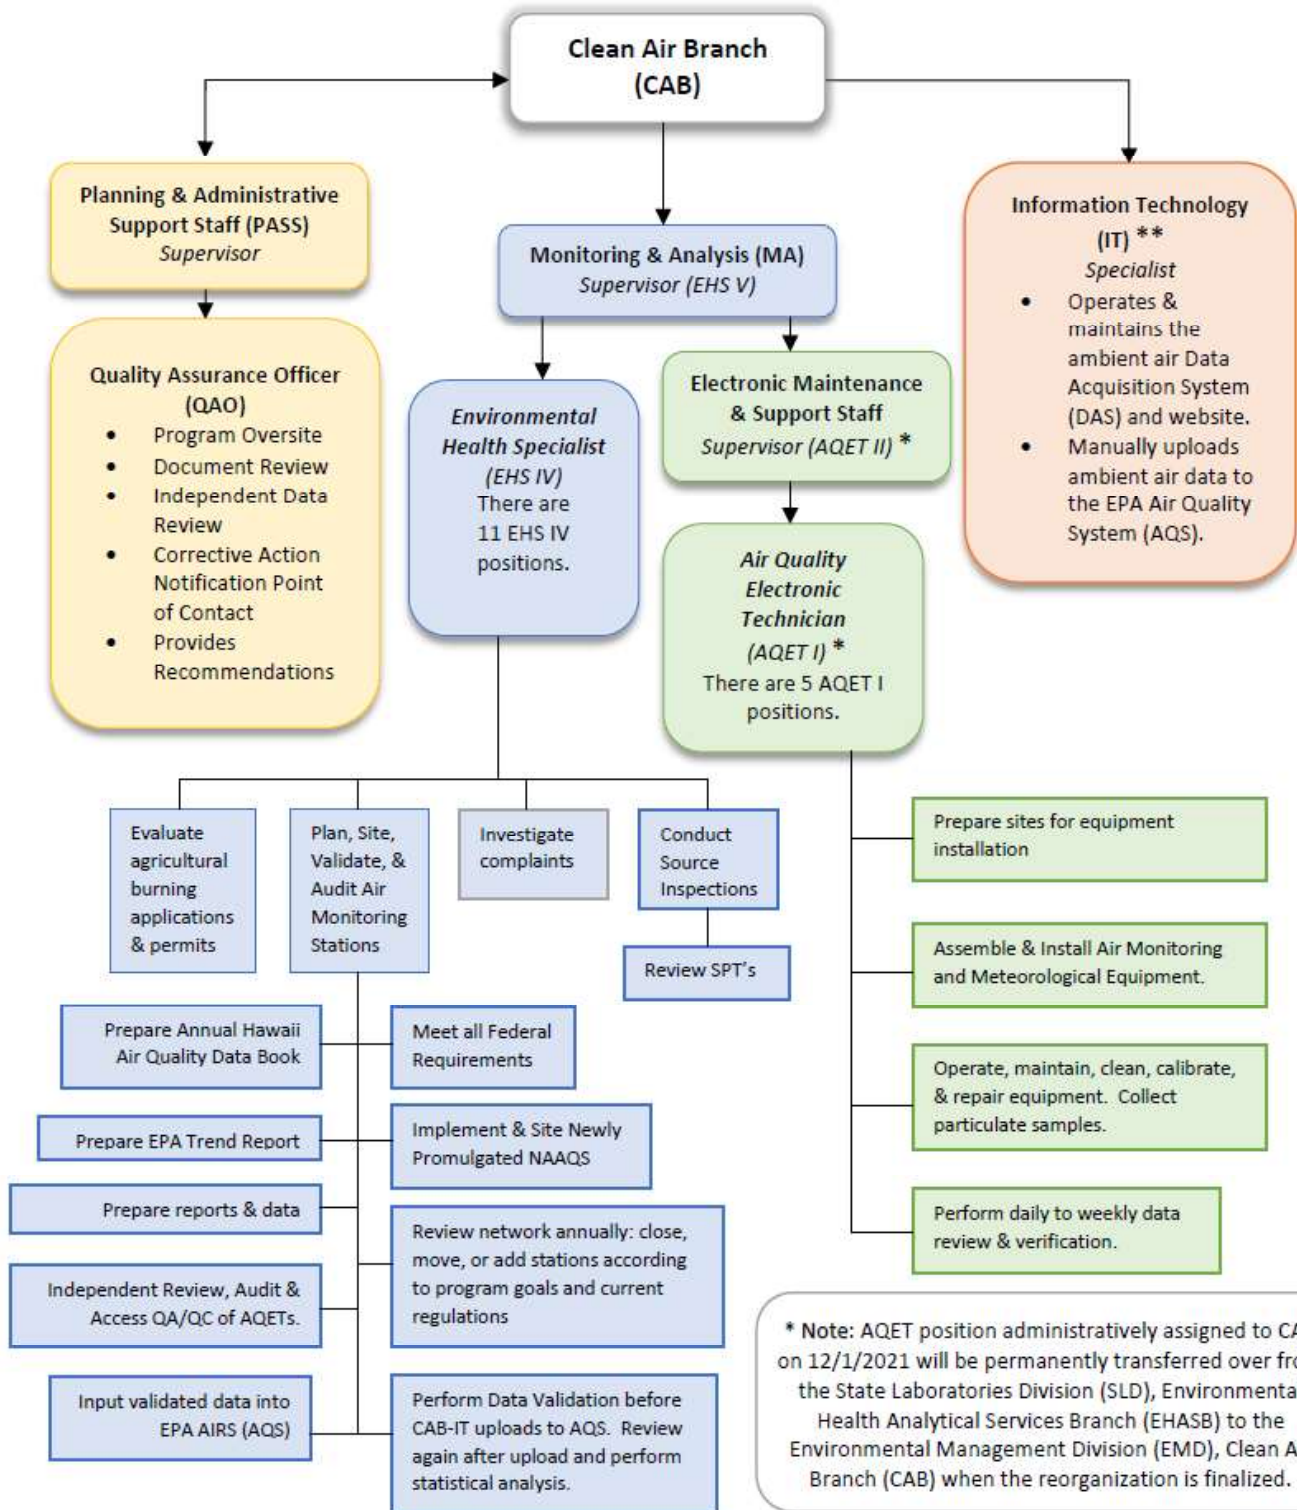 Clean Air Branch
(CAB)
Planning & Administrative
Support Staff (PASS)
Supervisor
Quality Assurance Officer
(QAO)
• Program Oversite
• Document Review
• Independent Data
Review
• Corrective Action
Notification Point
of Contact
• Provides
Recommendations
Monitoring & Analysis (MA)
Supervisor (EHS V)
Environmental
Health Specialist
(EHS IV)
There are
11 EHS IV
positions.
Electronic Maintenance
& Support Staff
Supervisor (AQET II) *
Air Quality
Electronic
Technician
(AQET I) *
There are 5 AQET I
positions.
Information Technology
(IT) **
Specialist
• Operates &
maintains the
ambient air Data
Acquisition System
(DAS) and website.
• Manually uploads
ambient air data to
the EPA Air Quality
System (AQS).
Evaluate
agricultural
burning
applications
& permits
Plan, Site,
Validate, &
Audit Air
Monitoring
Stations
Investigate
complaints
Conduct
Source
Inspections
Review SPT's
Prepare Annual Hawaii
Air Quality Data Book
Meet all Federal
Requirements
Prepare EPA Trend Report
Implement & Site Newly
Promulgated NAAQS
Prepare reports & data
Review network annually: close,
move, or add stations according
to program goals and current
regulations
Independent Review, Audit &
Access QA/QC of AQETs.
Input validated data into
EPA AIRS (AQS)
Perform Data Validation before
CAB-IT uploads to AQS. Review
again after upload and perform
statistical analysis.
Prepare sites for equipment
installation
Assemble & Install Air Monitoring
and Meteorological Equipment.
Operate, maintain, clean, calibrate,
& repair equipment. Collect
particulate samples.
Perform daily to weekly data
review & verification.
* Note: AQET position administratively assigned to
on 12/1/2021 will be permanently transferred over
the State Laboratories Division (SLD),
Health Analytical Services Branch (EHASB) to the
Environmental Management Division (EMD), Clean
Branch (CAB) when the reorganization is finalized.